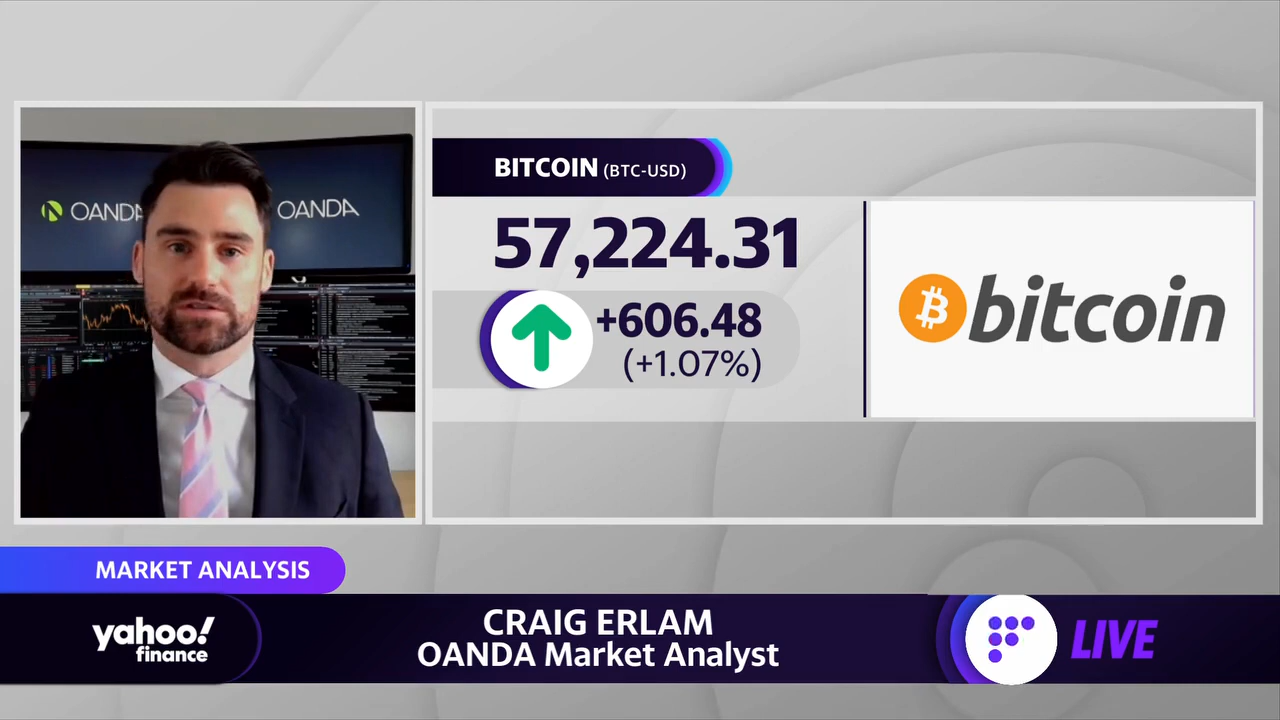 OANDA
OANDA
BITCOIN (BTC-USD)
57,224.31
+606.48
(+1.07%)
bitcoin
MARKET ANALYSIS
yahoo!
finance
CRAIG ERLAM
OANDA Market Analyst
LIVE